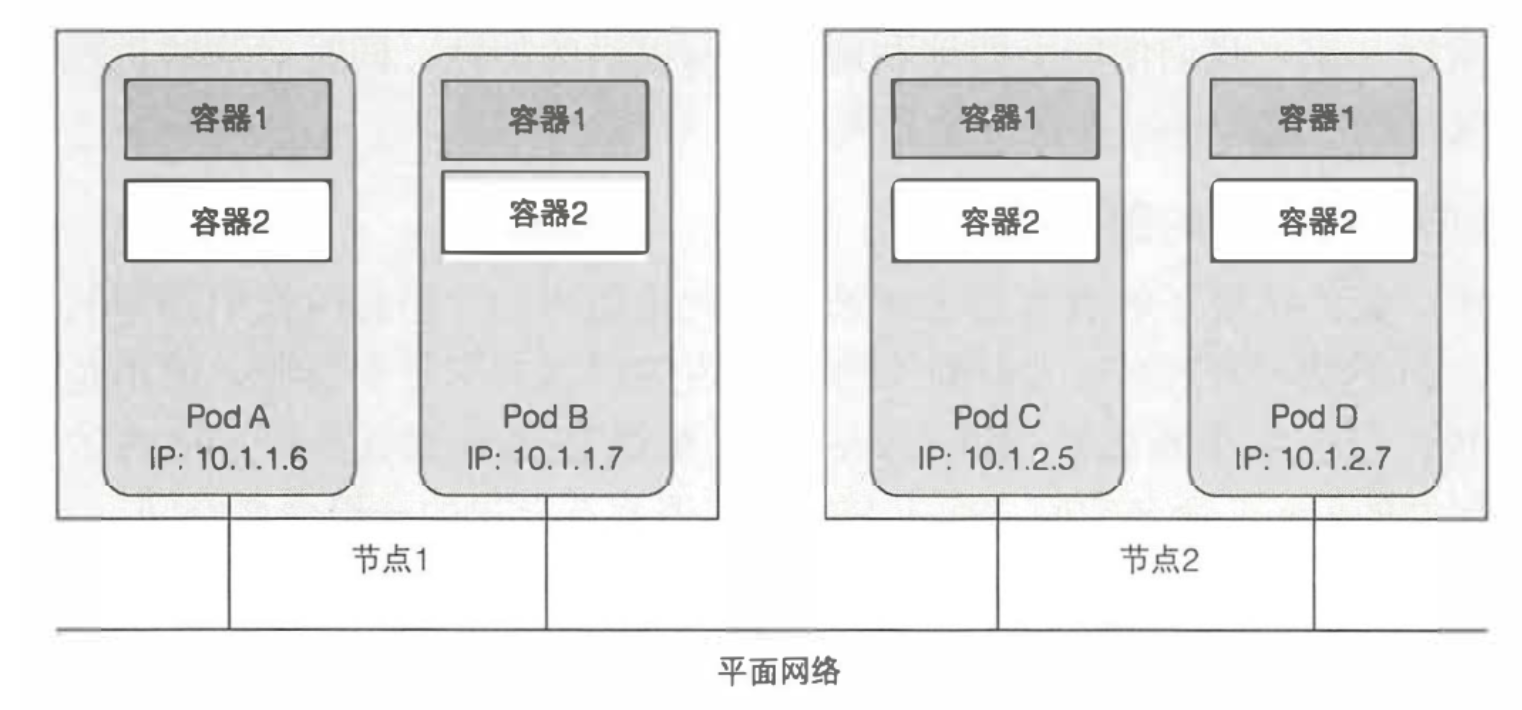 容器1
容器2
Pod A
IP: 10.1.1.6
容器1
容器2
Pod B
IP: 10.1.1.7
节点1
容器1
容器2
Pod C
IP: 10.1.2.5
容器1
容器2
Pod D
IP: 10.1.2.7
节点2
平面网络